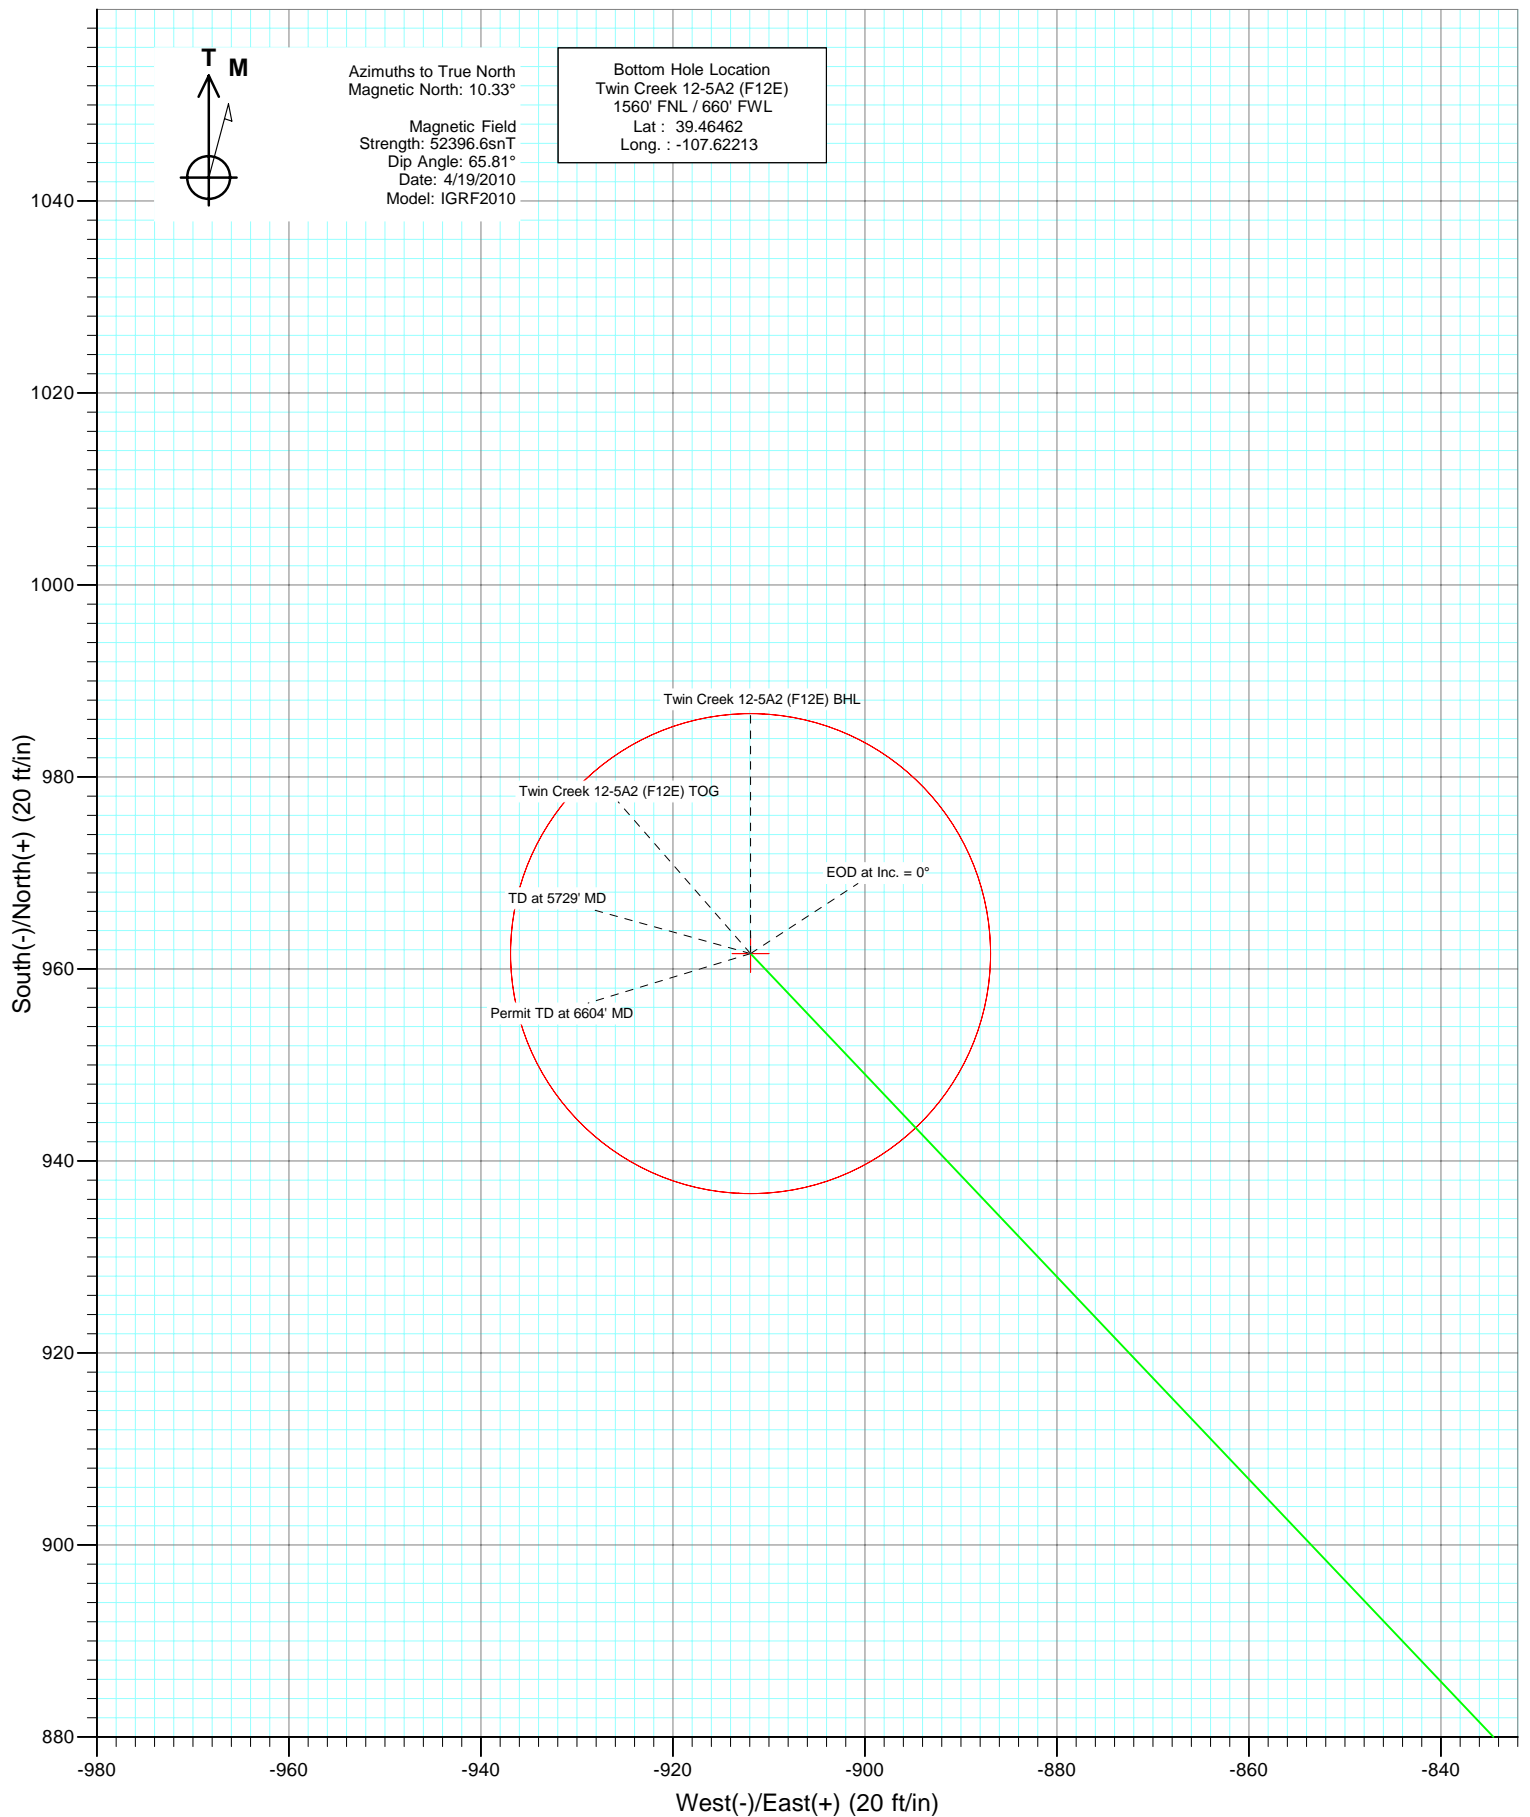 T M
Azimuths to True North
Magnetic North: 10.33°
Magnetic Field
Strength: 52396.6snT
Dip Angle: 65.81°
Date: 4/19/2010
Model: IGRF2010
Bottom Hole Location
Twin Creek 12-5A2 (F12E)
1560' FNL / 660' FWL
Lat : 39.46462
Long. : -107.62213
1040
1020
1000
980
960
940
920
900
880
South(-)/North(+) (20 ft/in)
Twin Creek 12-5A2 (F12E) BHL
Twin Creek 12-5A2 (F12E) TOG
EOD at Inc. = 0°
TD at 5729' MD
Permit TD at 6604' MD
-980 -960 -940 -920 -900 -880 -860 -840
West(-)/East(+) (20 ft/in)